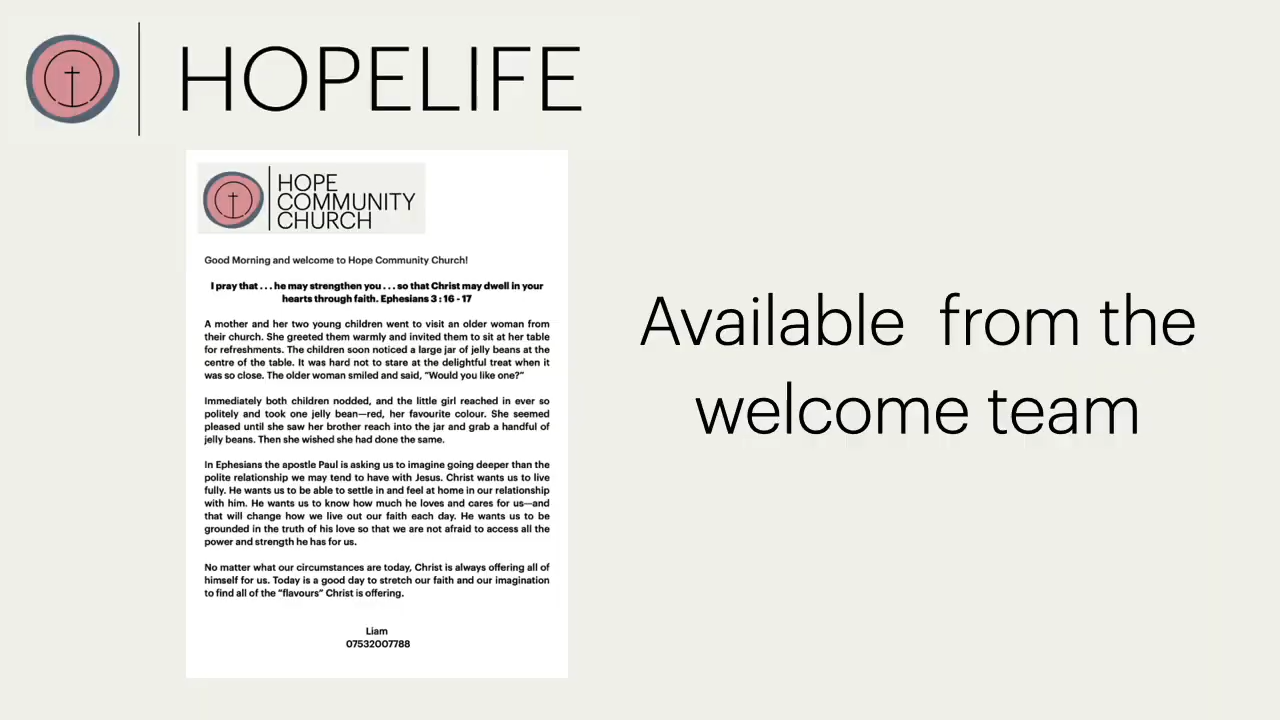 HOPELIFE
HOPE
COMMUNITY
CHURCH
Good Morning and welcome to Hope Community Church!
I pray that . . . he may strengthen you . . . so that Christ may dwell in your
hearts through faith. Ephesians 3 : 16 - 17
A mother and her two young children went to visit an older woman from
their church. She greeted them warmly and invited them to sit at her table
for refreshments. The children soon noticed a large jar of jelly beans at the
centre of the table. It was hard not to stare at the delightful treat when it
was so close. The older woman smiled and said, “Would you like one?”
Immediately both children nodded, and the little girl reached in ever so
politely and took one jelly bean—red, her favourite colour. She seemed
pleased until she saw her brother reach into the jar and grab a handful of
jelly beans. Then she wished she had done the same.
In Ephesians the apostle Paul is asking us to imagine going deeper than the
polite relationship we may tend to have with Jesus. Christ wants us to live
fully. He wants us to be able to settle in and feel at home in our relationship
with him. He wants us to know how much he loves and cares for us—and
that will change how we live out our faith each day. He wants us to be
grounded in the truth of his love so that we are not afraid to access all the
power and strength he has for us.
No matter what our circumstances are today, Christ is always offering all of
himself for us. Today is a good day to stretch our faith and our imagination
to find all of the “flavours” Christ is offering.
Liam
07532007788
Available from the
welcome team